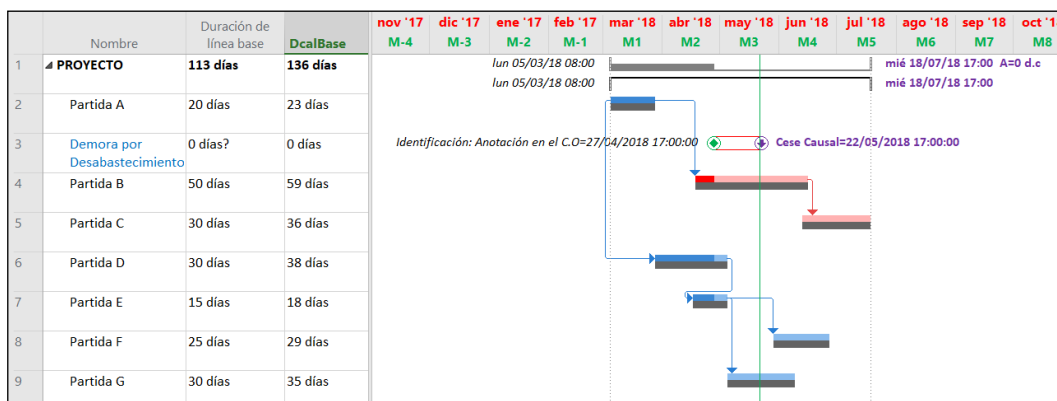 nov '17 dic '17 ene '17 feb '17 mar '18 abr '18 may '18 jun '18 jul '18 ago '18 sep '18 oct '18
Duración de
Nombre línea base DcalBase M-4 M-3 M-2 M-1 M1 M2 M3 M4 M5 M6 M7 M8
1 PROYECTO 113 días 136 días lun 05/03/18 08:00 mié 18/07/18 17:00 A=0 d.c
lun 05/03/18 08:00 mié 18/07/18 17:00
2 Partida A 20 días 23 días
3 Demora por 0 días? 0 días Identificación: Anotación en el C.O=27/04/2018 17:00:00 Cese Causal=22/05/2018 17:00:00
Desabastecimiento
4 Partida B 50 días 59 días
5 Partida C 30 días 36 días
6 Partida D 30 días 38 días
7 Partida E 15 días 18 días
8 Partida F 25 días 29 días
9 Partida G 30 días 35 días